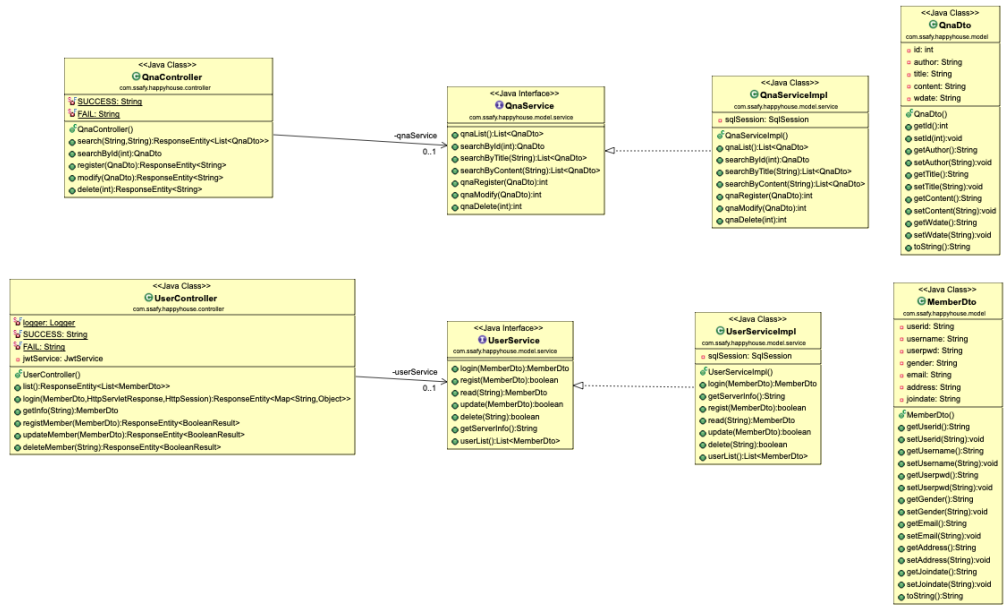 <<Java Class>>
QnaController
com.ssafy.happyhouse.controller
SUCCESS: String
FAIL: String
QnaController()
search(String,String):ResponseEntity<List<QnaDto>>
searchById(int):QnaDto
register(QnaDto):ResponseEntity<String>
modify(QnaDto):ResponseEntity<String>
delete(int):ResponseEntity<String>
-qnaService
0..1
<<Java Interface>>
QnaService
com.ssafy.happyhouse.model.service
qnaList():List<QnaDto>
searchById(int):QnaDto
searchByTitle(String):List<QnaDto>
searchByContent(String):List<QnaDto>
qnaRegister(QnaDto):int
qnaModify(QnaDto):int
qnaDelete(int):int
<<Java Class>>
QnaServiceImpl
com.ssafy.happyhouse.model.service
sqlSession: SqlSession
QnaServiceImpl()
qnaList():List<QnaDto>
searchById(int):QnaDto
searchByTitle(String):List<QnaDto>
searchByContent(String):List<QnaDto>
qnaRegister(QnaDto):int
qnaModify(QnaDto):int
qnaDelete(int):int
<<Java Class>>
QnaDto
com.ssafy.happyhouse.model
id: int
author: String
title: String
content: String
wdate: String
QnaDto()
getId():int
setId(int):void
getAuthor():String
setAuthor(String):void
getTitle():String
setTitle(String):void
getContent():String
setContent(String):void
getWdate():String
setWdate(String):void
toString():String
<<Java Class>>
UserController
com.ssafy.happyhouse.controller
logger: Logger
SUCCESS: String
FAIL: String
jwtService: JwtService
UserController()
list():ResponseEntity<List<MemberDto>>
login(MemberDto,HttpServletResponse,HttpSession):ResponseEntity<Map<String,Object>>
getInfo(String):MemberDto
registMember(MemberDto):ResponseEntity<BooleanResult>
updateMember(MemberDto):ResponseEntity<BooleanResult>
deleteMember(String):ResponseEntity<BooleanResult>
-userService
0..1
<<Java Interface>>
UserService
com.ssafy.happyhouse.model.service
login(MemberDto):MemberDto
regist(MemberDto):boolean
read(String):MemberDto
update(MemberDto):boolean
delete(String):boolean
getServerInfo():String
userList():List<MemberDto>
<<Java Class>>
UserServiceImpl
com.ssafy.happyhouse.model.service
sqlSession: SqlSession
UserServiceImpl()
login(MemberDto):MemberDto
getServerInfo():String
regist(MemberDto):boolean
read(String):MemberDto
update(MemberDto):boolean
delete(String):boolean
userList():List<MemberDto>
<<Java Class>>
MemberDto
com.ssafy.happyhouse.model
userid: String
username: String
userpwd: String
gender: String
email: String
address: String
joindate: String
MemberDto()
getUserid():String
setUserid(String):void
getUsername():String
setUsername(String):void
getUserpwd():String
setUserpwd(String):void
getGender():String
setGender(String):void
getEmail():String
setEmail(String):void
getAddress():String
setAddress(String):void
getJoindate():String
setJoindate(String):void
toString():String